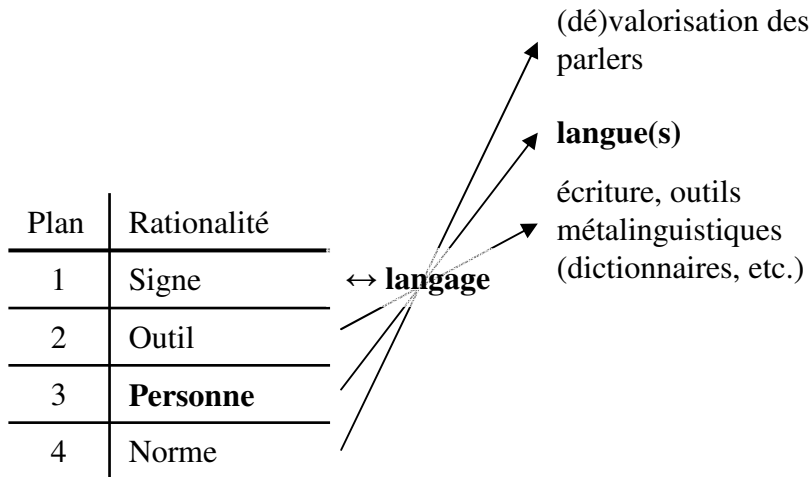 (dé)valorisation des
parlers
langue(s)
écriture, outils
métalinguistiques
(dictionnaires, etc.)
Plan Rationalité
1 Signe ↔ langage
2 Outil
3 Personne
4 Norme